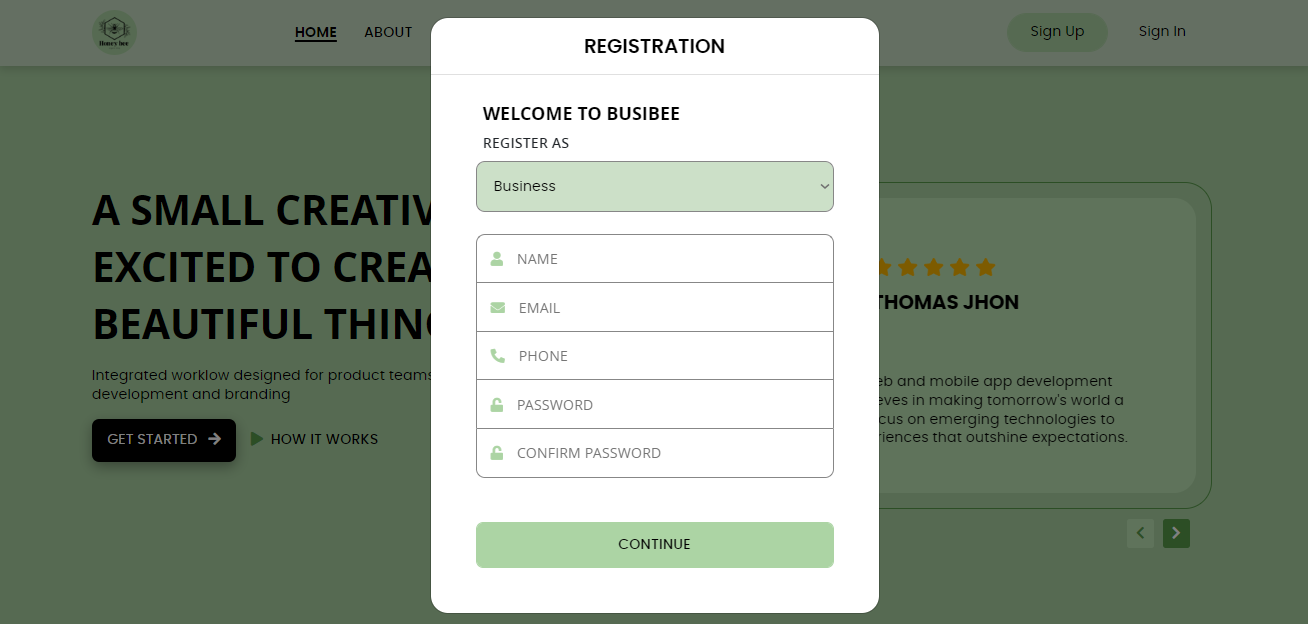 Honey bee
HOME
ABOUT
Sign Up
Sign In
REGISTRATION
WELCOME TO BUSIBEE
REGISTER AS
Business
NAME
EMAIL
PHONE
PASSWORD
CONFIRM PASSWORD
CONTINUE
A SMALL CREATIV
EXCITED TO CREA
BEAUTIFUL THING
Integrated worklow designed for product teams
development and branding
GET STARTED
HOW IT WORKS
THOMAS JHON
eb and mobile app development
eves in making tomorrow's world a
cus on emerging technologies to
riences that outshine expectations.